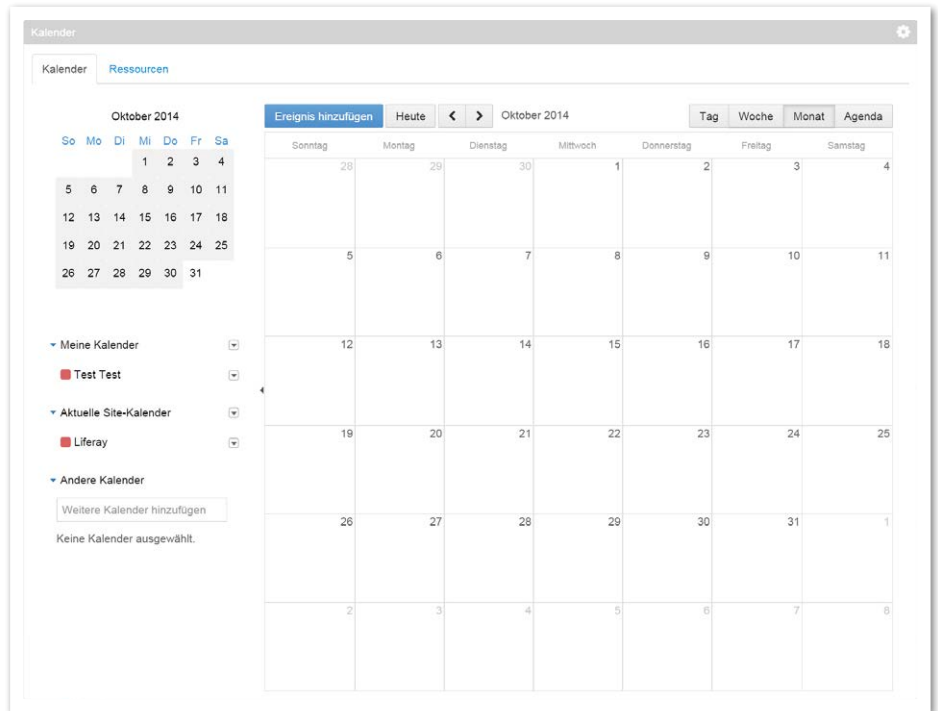 Kalender
Kalender Ressourcen
Oktober 2014
So Mo Di Mi Do Fr Sa
1 2 3 4
5 6 7 8 9 10 11
12 13 14 15 16 17 18
19 20 21 22 23 24 25
26 27 28 29 30 31
Meine Kalender
Test Test
Aktuelle Site-Kalender
Liferay
Andere Kalender
Weitere Kalender hinzufügen
Keine Kalender ausgewählt.
Ereignis hinzufügen Heute Oktober 2014 Tag Woche Monat Agenda
Sonntag Montag Dienstag Mittwoch Donnerstag Freitag Samstag
28 29 30 1 2 3 4
5 6 7 8 9 10 11
12 13 14 15 16 17 18
19 20 21 22 23 24 25
26 27 28 29 30 31 1
2 3 4 5 6 7 8